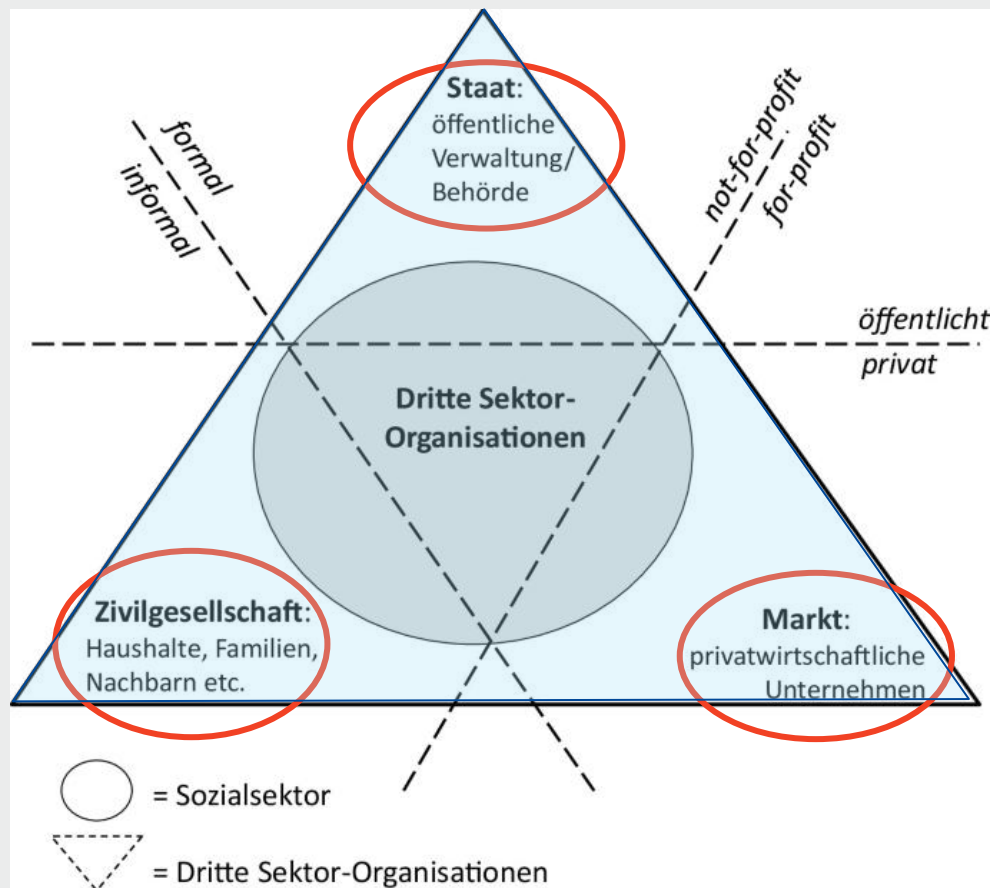 Staat:
öffentliche
Verwaltung/
Behörde
formal
informal
not-for-profit
for-profit
öffentlicht
privat
Dritte Sektor-
Organisationen
Zivilgesellschaft:
Haushalte, Familien,
Nachbarn etc.
Markt:
privatwirtschaftliche
Unternehmen
= Sozialsektor
= Dritte Sektor-Organisationen